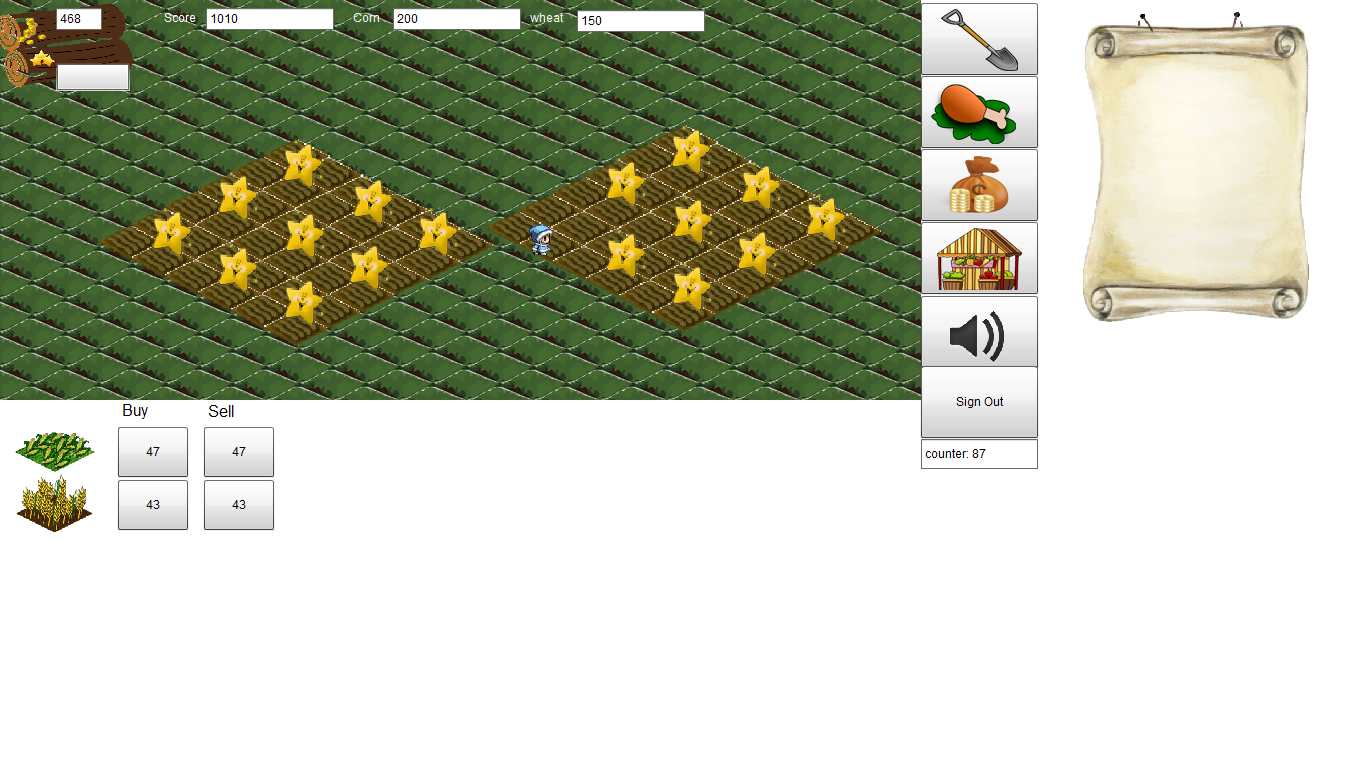 468 Score 1010 Corn 200 wheat 150
Sign Out
Buy Sell
47 47
counter: 87
43 43